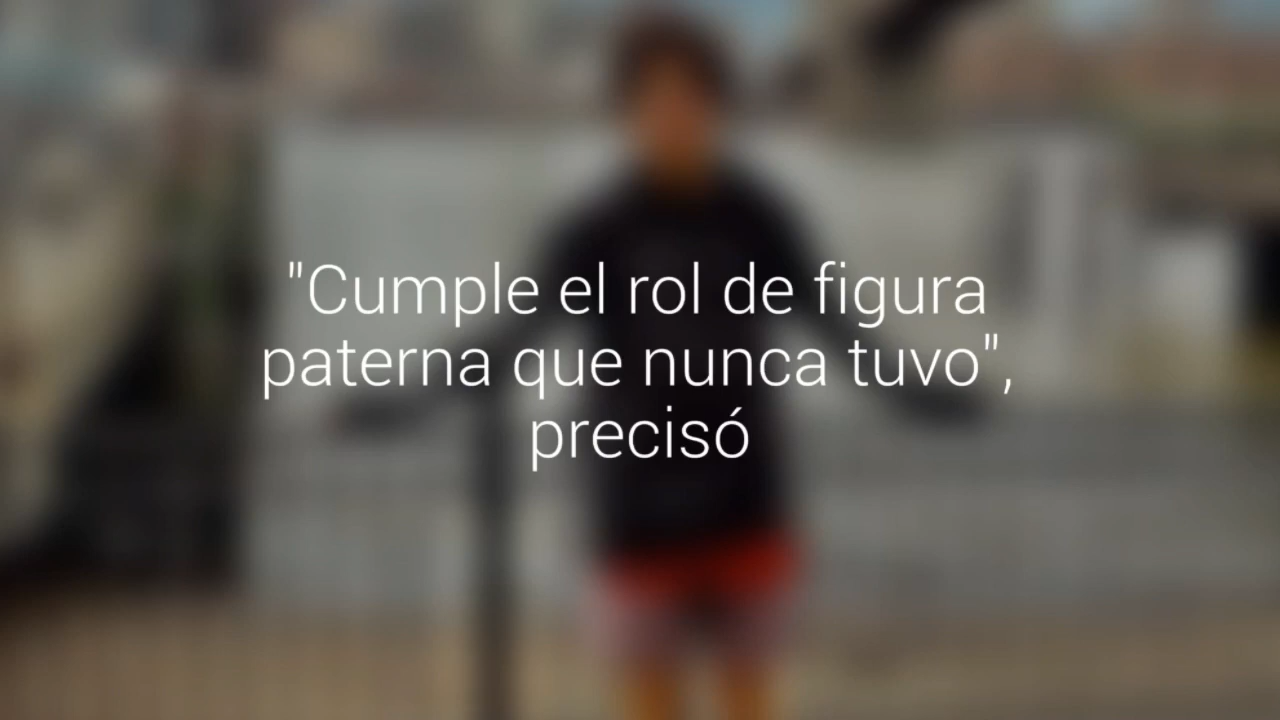 "Cumple el rol de figura
paterna que nunca tuvo",
precisó